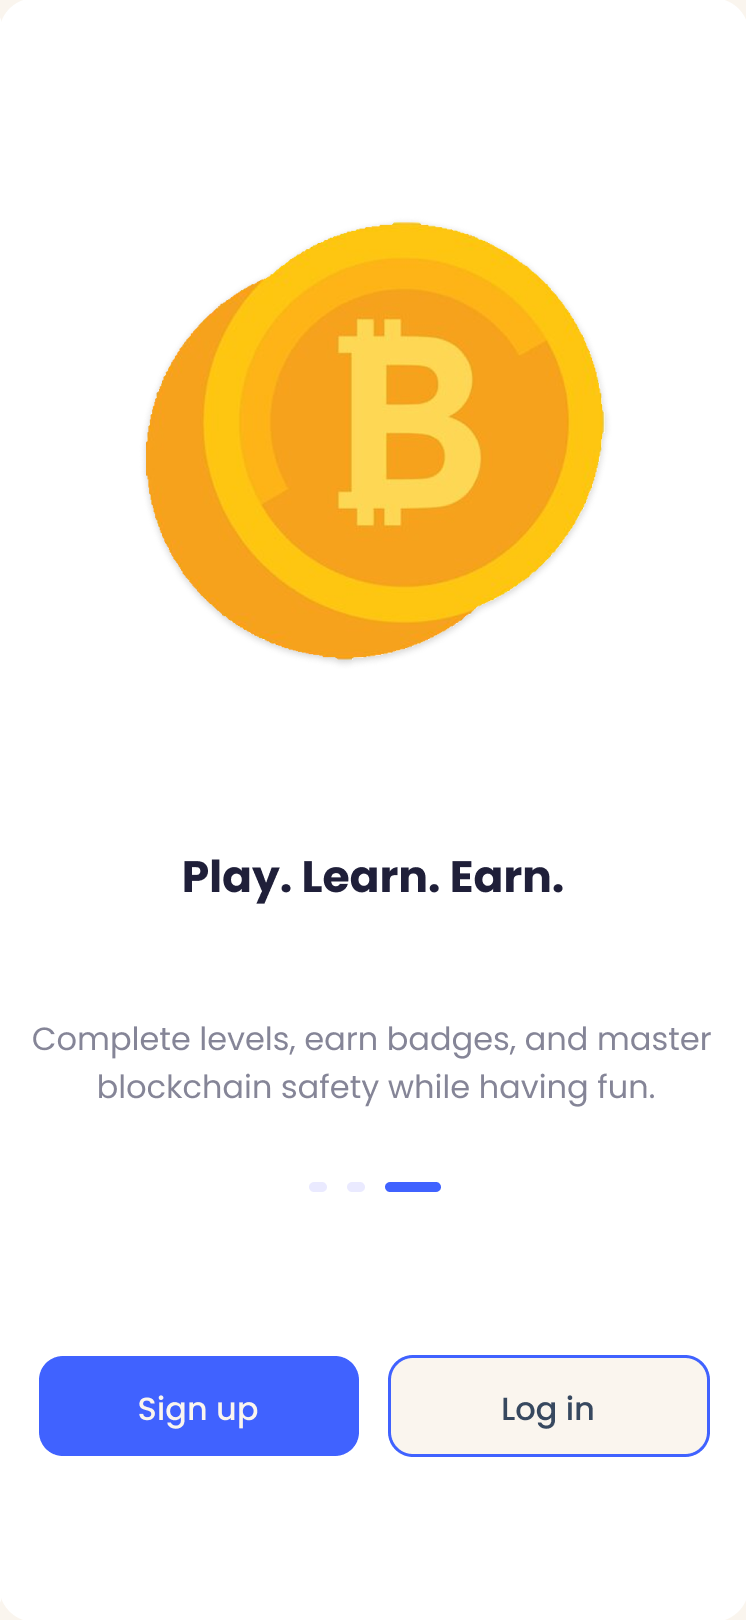 Play. Learn. Earn.
Complete levels, earn badges, and master
blockchain safety while having fun.
Sign up
Log in